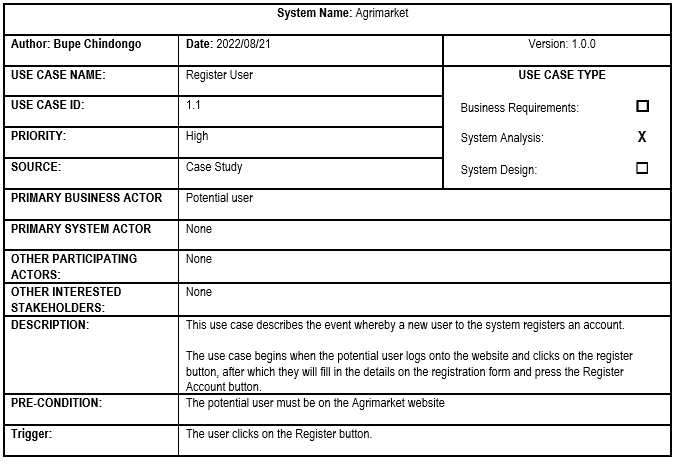 System Name: Agrimarket
Author: Bupe Chindongo Date: 2022/08/21 Version: 1.0.0
USE CASE NAME: Register User USE CASE TYPE
USE CASE ID: 1.1 Business Requirements: ☐
PRIORITY: High System Analysis: X
SOURCE: Case Study System Design: ☐
PRIMARY BUSINESS ACTOR Potential user
PRIMARY SYSTEM ACTOR None
OTHER PARTICIPATING None
ACTORS:
OTHER INTERESTED None
STAKEHOLDERS:
DESCRIPTION: This use case describes the event whereby a new user to the system registers an account.
The use case begins when the potential user logs onto the website and clicks on the register
button, after which they will fill in the details on the registration form and press the Register
Account button.
PRE-CONDITION: The potential user must be on the Agrimarket website
Trigger: The user clicks on the Register button.